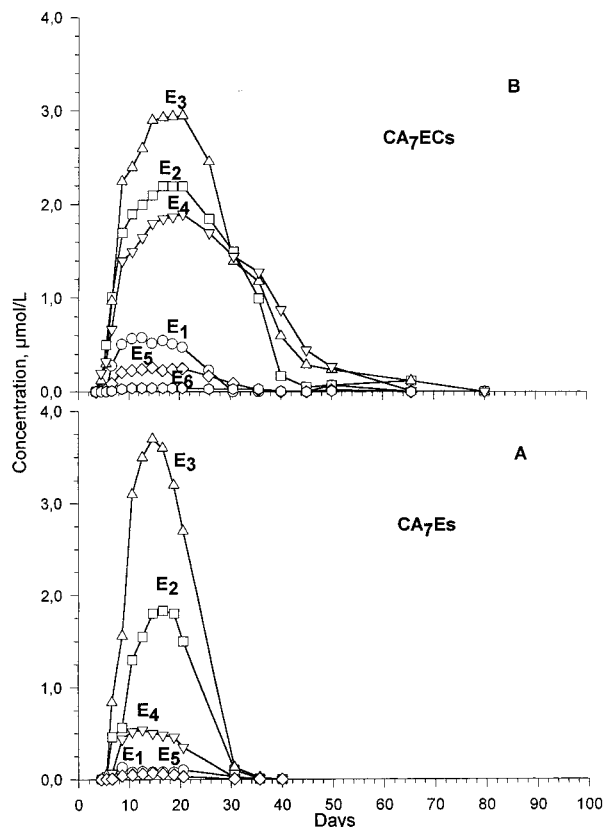 4,0
B
E3
3,0
CA7ECs
E2
E4
2,0
1,0
E1
E5
E6
0,0
Concentration, µmol/L
4,0
A
E3
3,0
CA7Es
E2
2,0
1,0
E4
E1 E5
0,0
0 10 20 30 40 50 60 70 80 90 100
Days